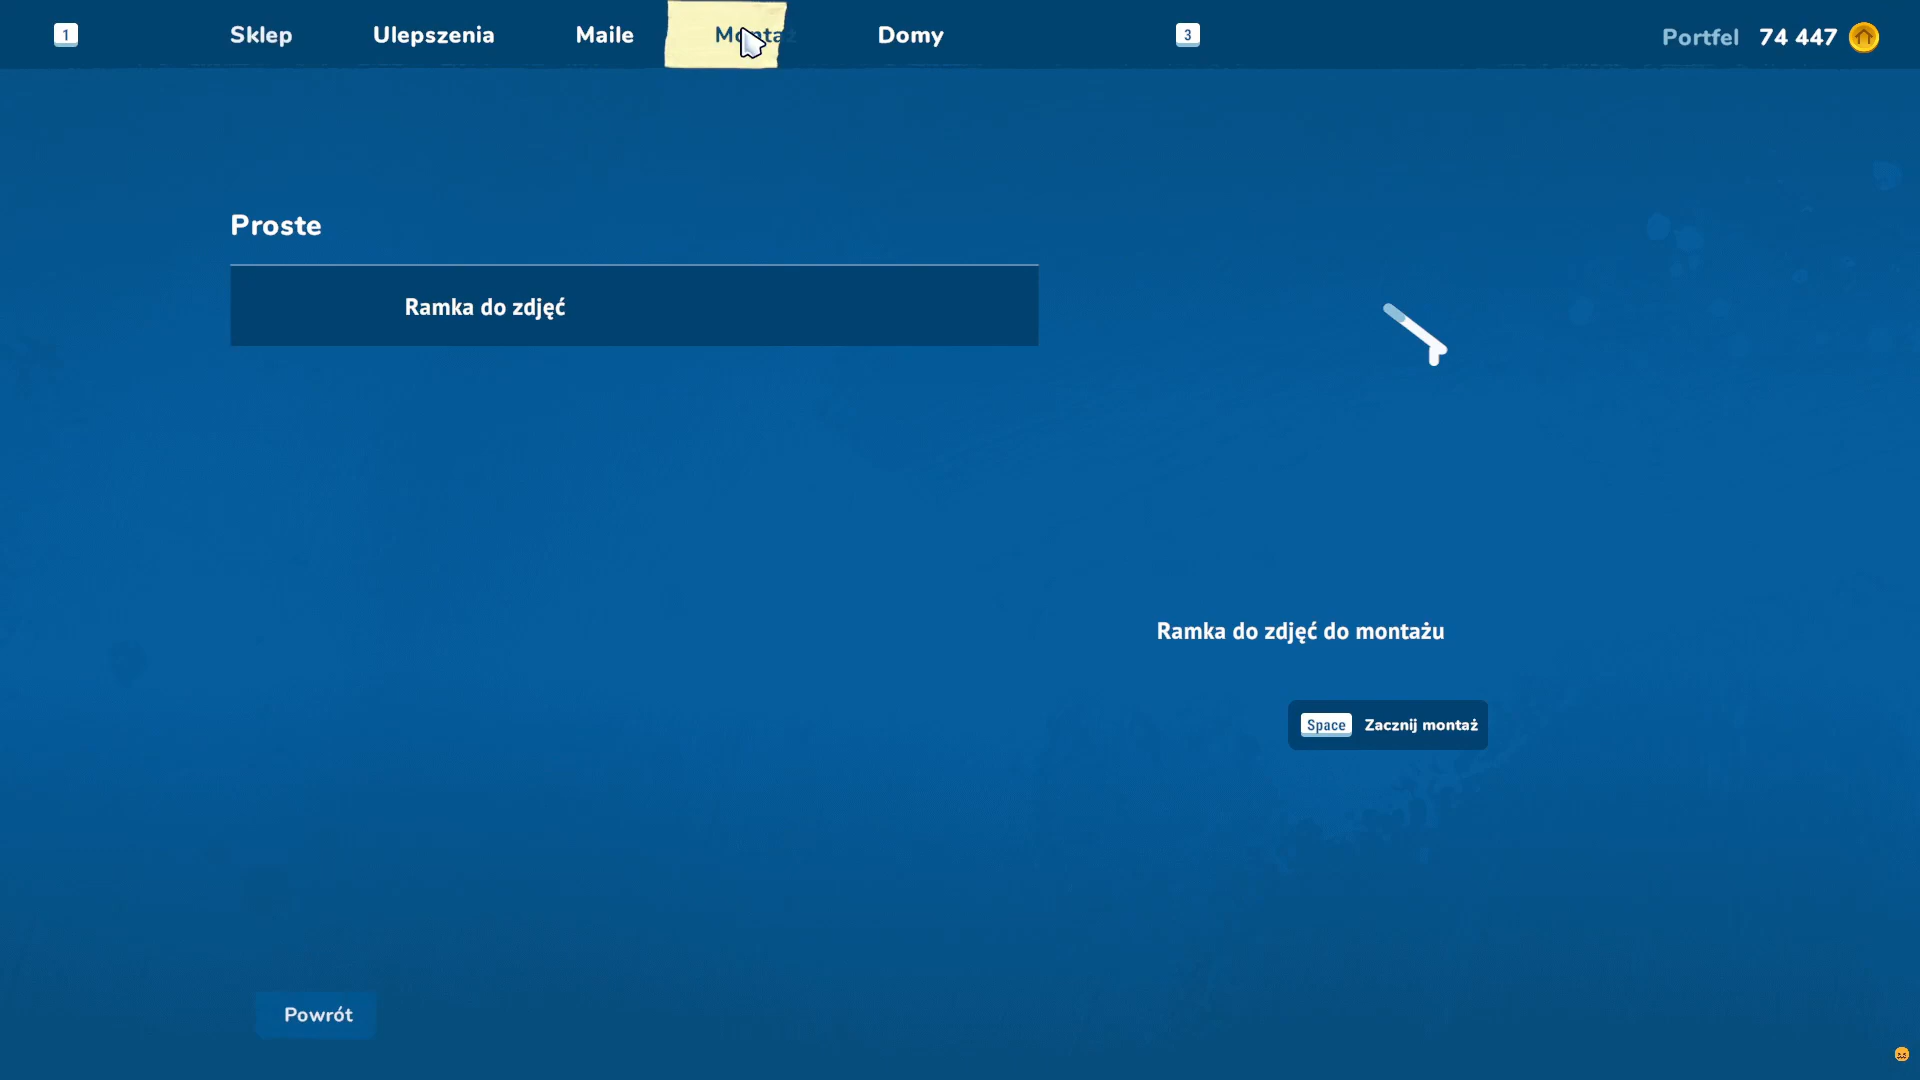 1 Sklep Ulepszenia Maile Montaż Domy 3 Portfel 74 447
Proste
Ramka do zdjęć
Ramka do zdjęć do montażu
Space Zacznij montaż
Powrót